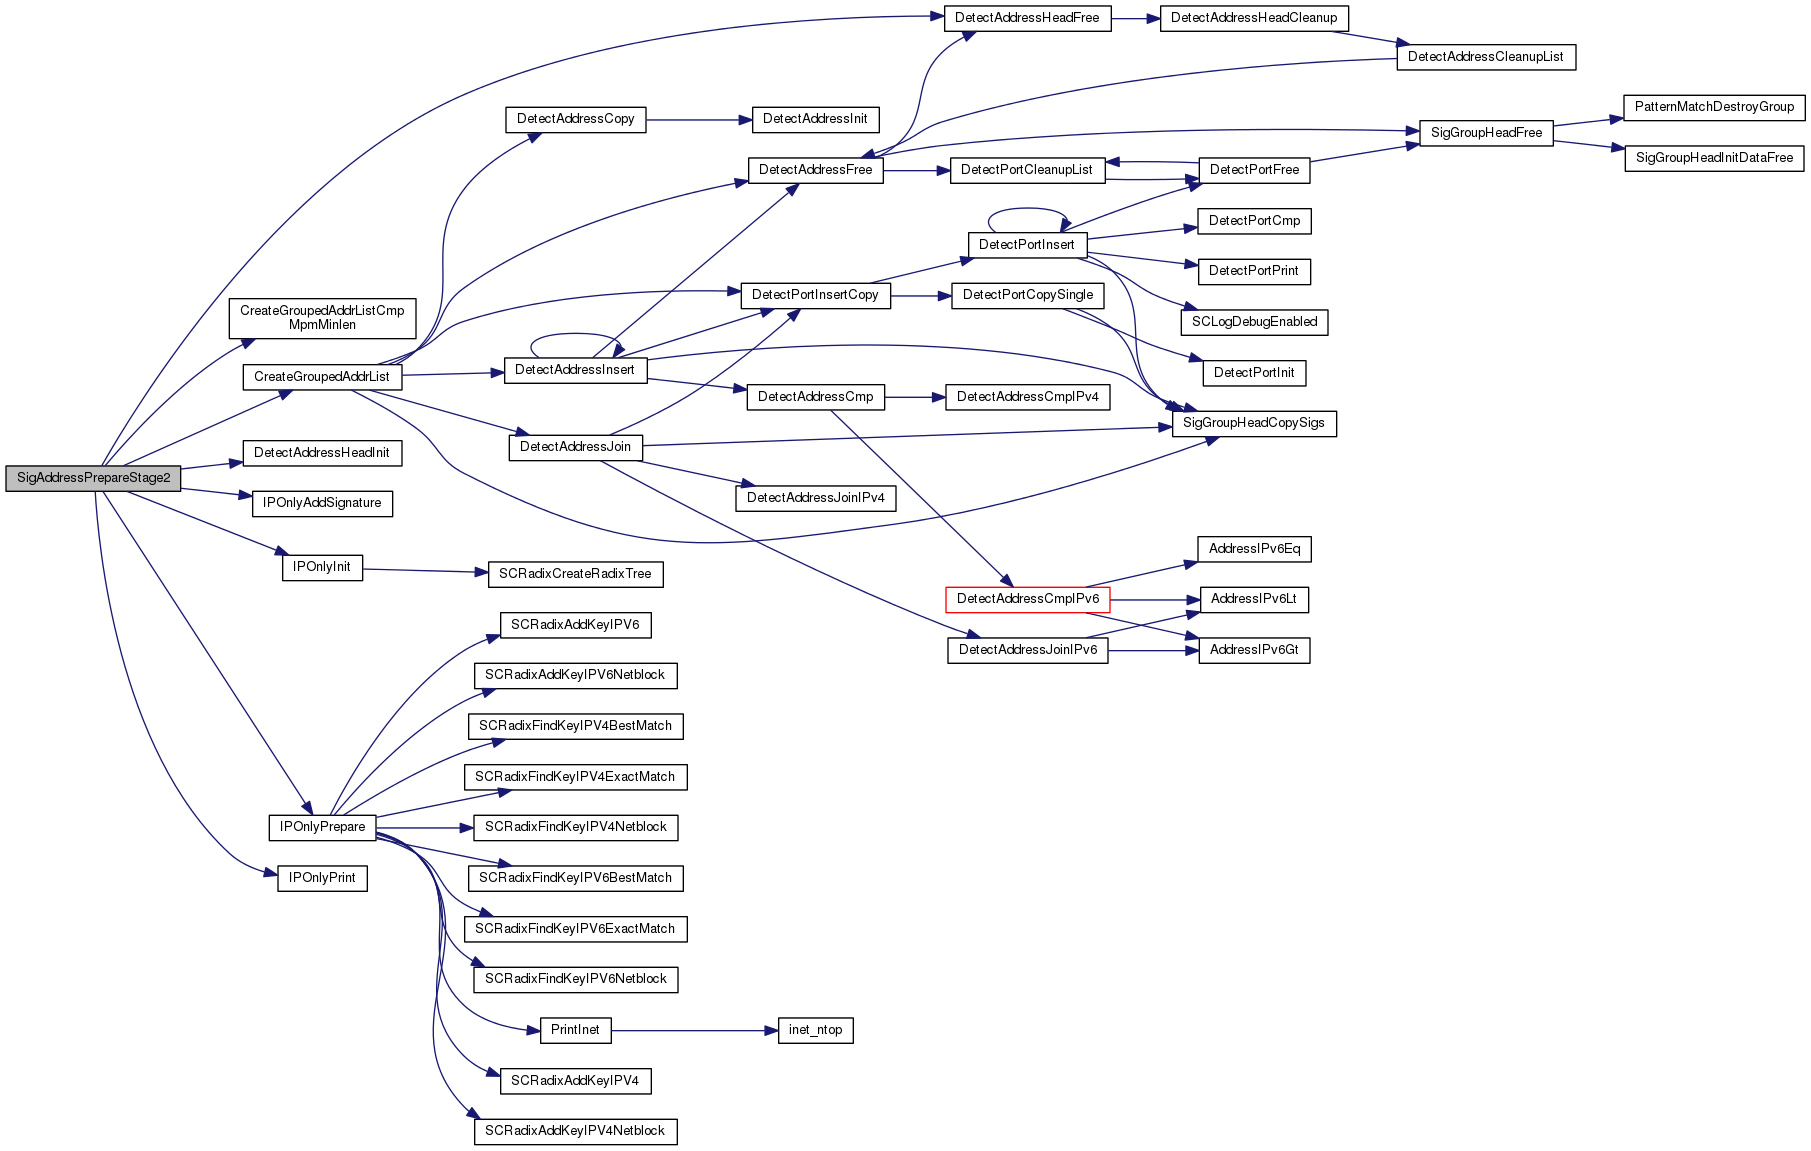 DetectAddressHeadFree
DetectAddressHeadCleanup
DetectAddressCleanupList
PatternMatchDestroyGroup
DetectAddressCopy
DetectAddressInit
SigGroupHeadFree
SigGroupHeadInitDataFree
DetectAddressFree
DetectPortCleanupList
DetectPortFree
DetectPortCmp
DetectPortInsert
DetectPortPrint
DetectPortInsertCopy
DetectPortCopySingle
CreateGroupedAddrListCmp
MpmMinlen
SCLogDebugEnabled
CreateGroupedAddrList
DetectAddressInsert
DetectPortInit
DetectAddressCmp
DetectAddressCmpIPv4
SigGroupHeadCopySigs
DetectAddressJoin
DetectAddressHeadInit
SigAddressPrepareStage2
DetectAddressJoinIPv4
IPOnlyAddSignature
AddressIPv6Eq
IPOnlyInit
SCRadixCreateRadixTree
DetectAddressCmpIPv6
AddressIPv6Lt
SCRadixAddKeyIPV6
DetectAddressJoinIPv6
AddressIPv6Gt
SCRadixAddKeyIPV6Netblock
SCRadixFindKeyIPV4BestMatch
SCRadixFindKeyIPV4ExactMatch
IPOnlyPrepare
SCRadixFindKeyIPV4Netblock
IPOnlyPrint
SCRadixFindKeyIPV6BestMatch
SCRadixFindKeyIPV6ExactMatch
SCRadixFindKeyIPV6Netblock
PrintInet
inet_ntop
SCRadixAddKeyIPV4
SCRadixAddKeyIPV4Netblock